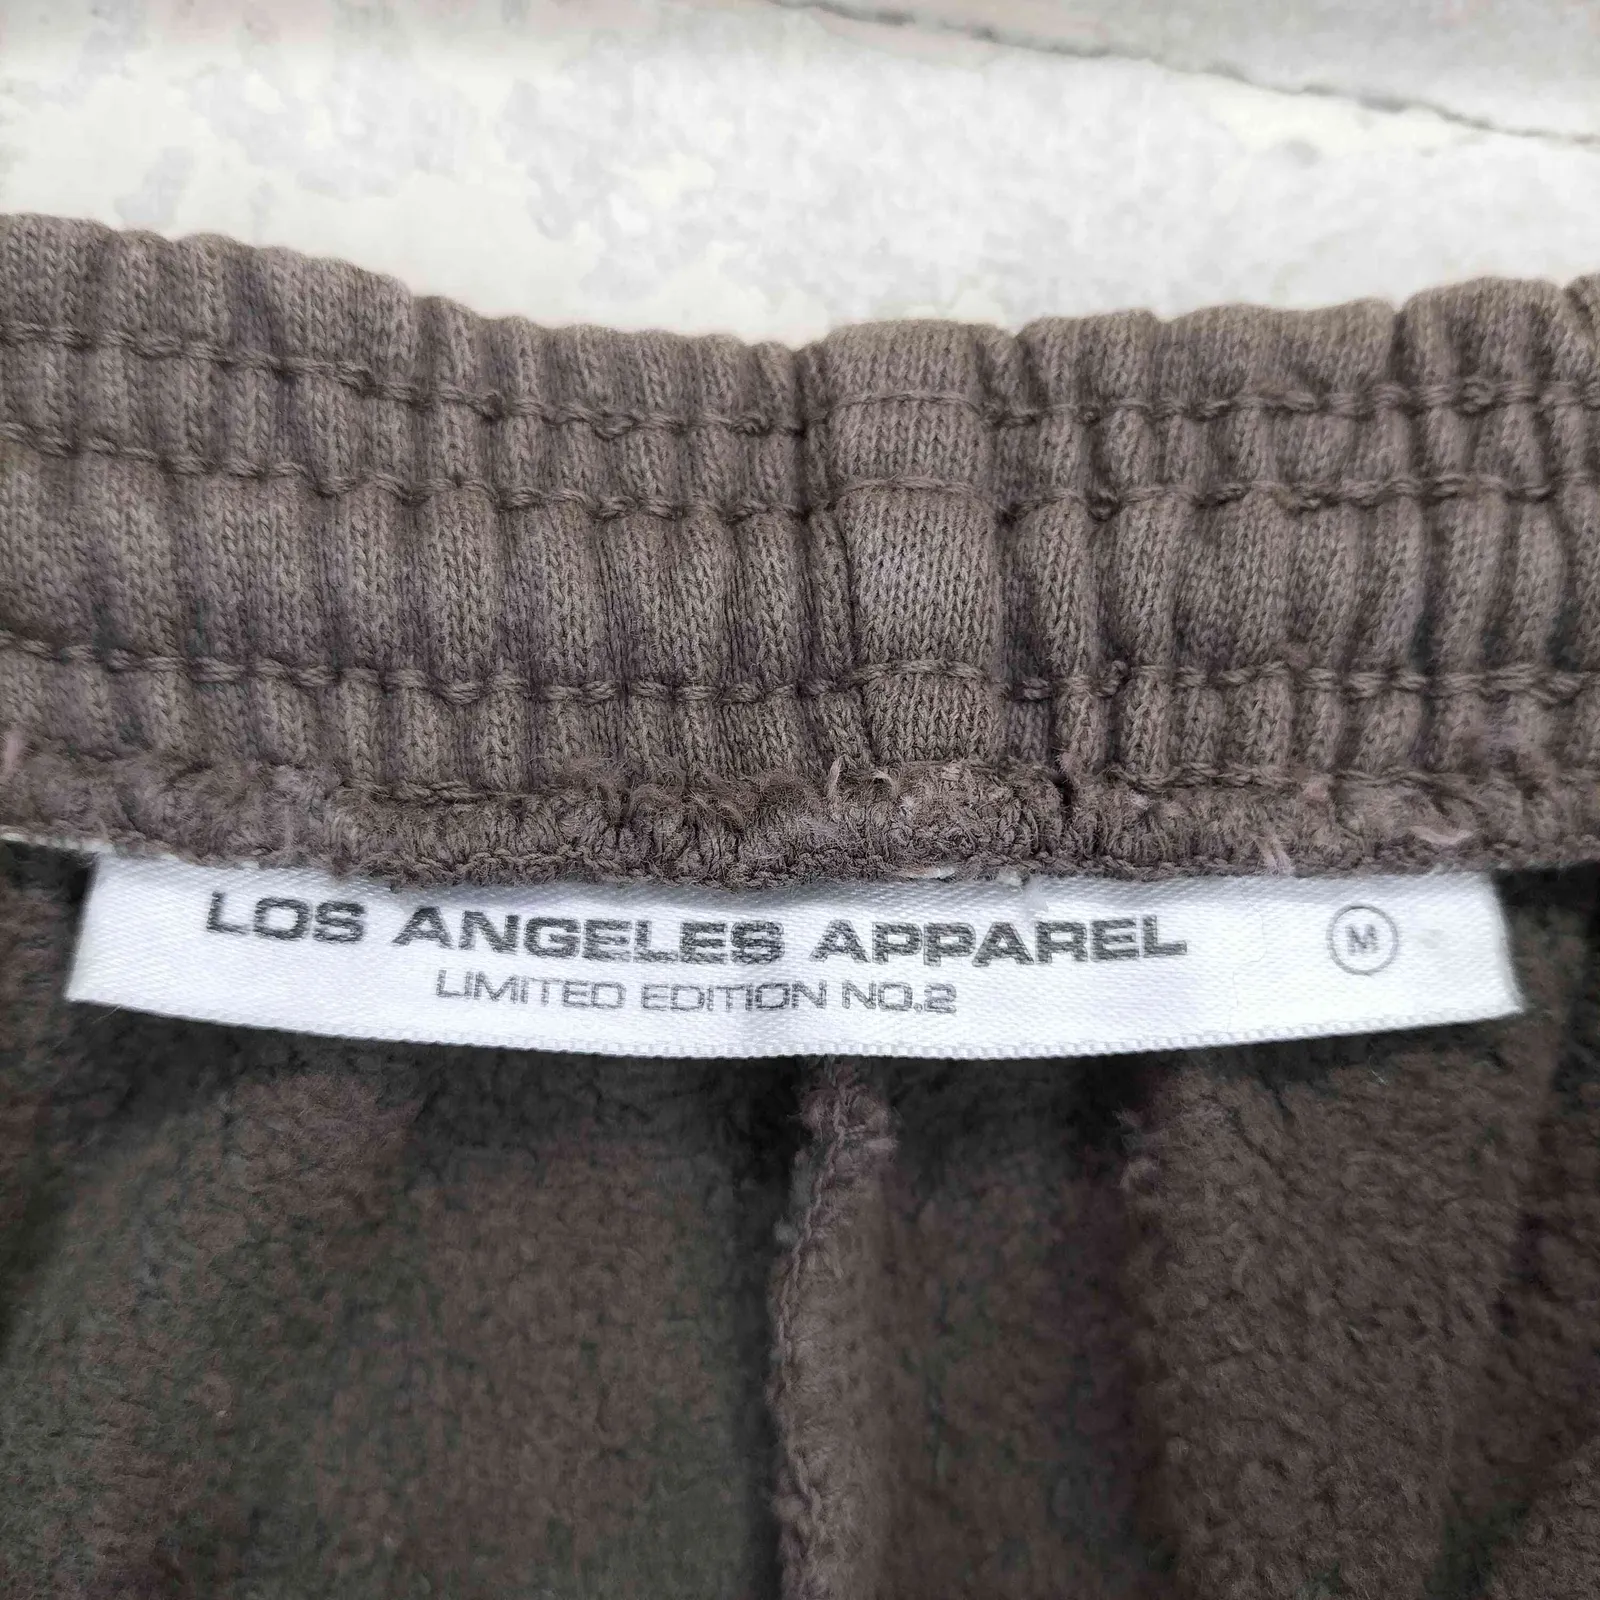 LOS ANGELES APPAREL
LIMITED EDITION NO.2
M